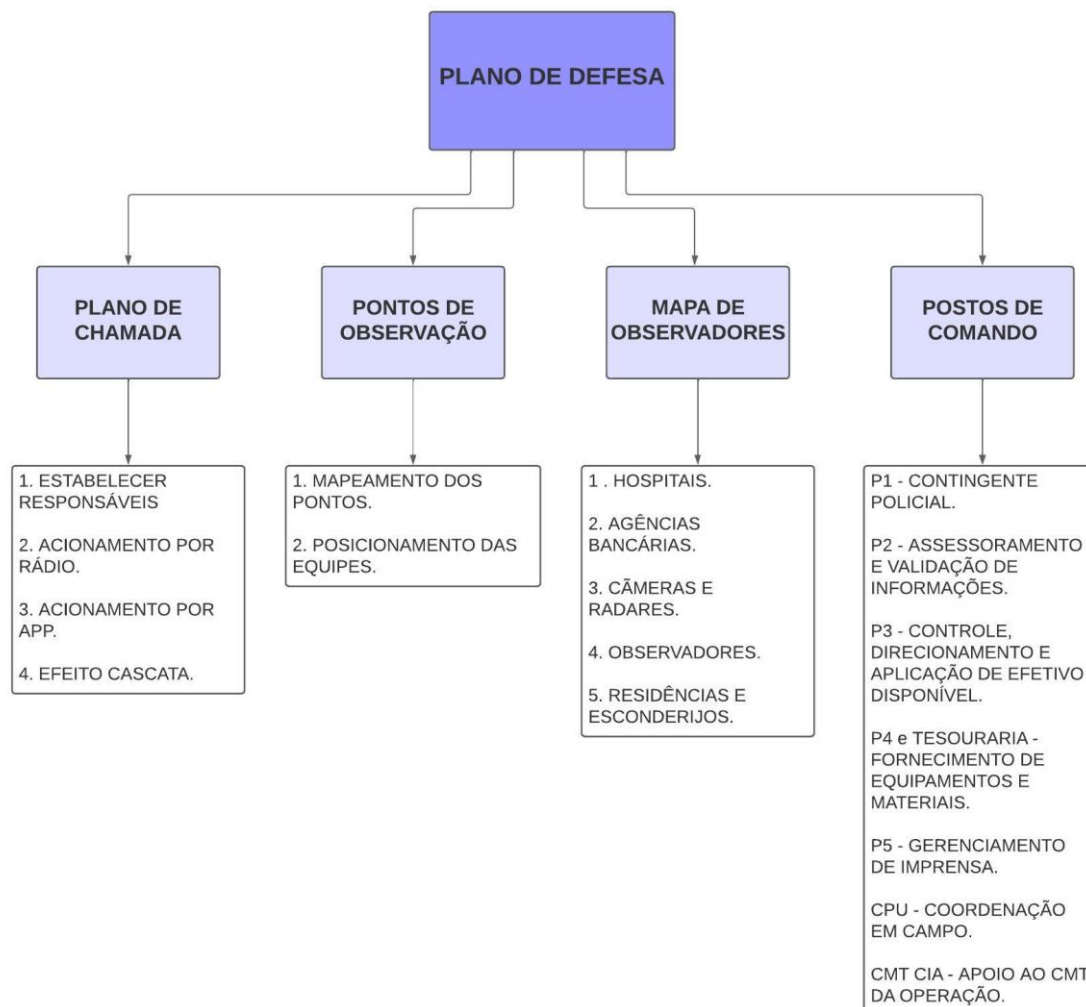 PLANO DE DEFESA
PLANO DE
CHAMADA
PONTOS DE
OBSERVAÇÃO
MAPA DE
OBSERVADORES
POSTOS DE
COMANDO
1. ESTABELECER
RESPONSÁVEIS
2. ACIONAMENTO POR
RÁDIO.
3. ACIONAMENTO POR
APP.
4. EFEITO CASCATA.
1. MAPEAMENTO DOS
PONTOS.
2. POSICIONAMENTO DAS
EQUIPES.
1 . HOSPITAIS.
2. AGÊNCIAS
BANCÁRIAS.
3. CÃMERAS E
RADARES.
4. OBSERVADORES.
5. RESIDÊNCIAS E
ESCONDERIJOS.
P1 - CONTINGENTE
POLICIAL.
P2 - ASSESSORAMENTO
E VALIDAÇÃO DE
INFORMAÇÕES.
P3 - CONTROLE,
DIRECIONAMENTO E
APLICAÇÃO DE EFETIVO
DISPONÍVEL.
P4 e TESOURARIA -
FORNECIMENTO DE
EQUIPAMENTOS E
MATERIAIS.
P5 - GERENCIAMENTO
DE IMPRENSA.
CPU - COORDENAÇÃO
EM CAMPO.
CMT CIA - APOIO AO CMT
DA OPERAÇÃO.